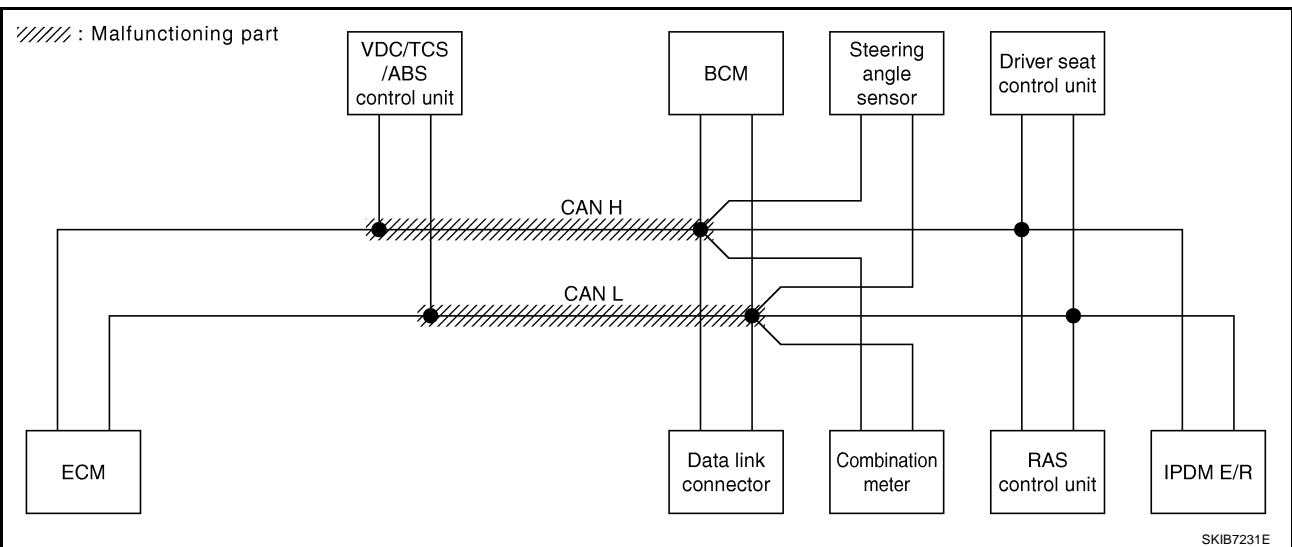 : Malfunctioning part
VDC/TCS
/ABS
control unit
BCM
Steering
angle
sensor
Driver seat
control unit
CAN H
CAN L
ECM
Data link
connector
Combination
meter
RAS
control unit
IPDM E/R
SKIB7231E